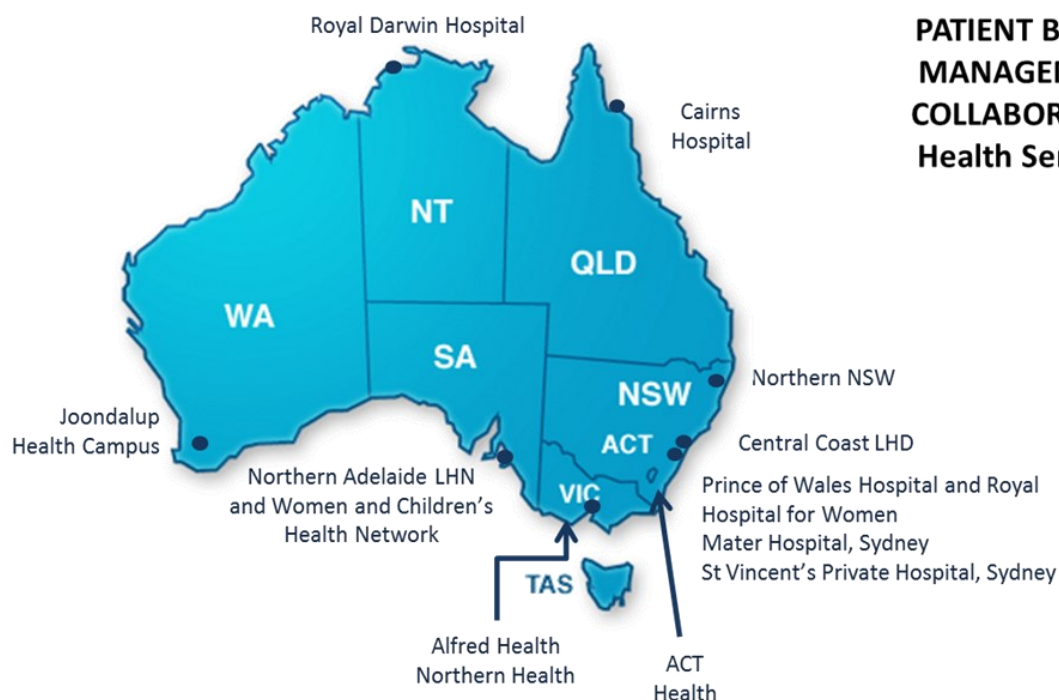 Royal Darwin Hospital
PATIENT B
MANAGE
COLLABOR
Health Ser
Cairns
Hospital
NT
QLD
WA
SA
NSW
Northern NSW
Joondalup
Health Campus
ACT
Central Coast LHD
Northern Adelaide LHN
and Women and Children's
Health Network
VIC
Prince of Wales Hospital and Royal
Hospital for Women
Mater Hospital, Sydney
St Vincent's Private Hospital, Sydney
TAS
Alfred Health
Northern Health
ACT
Health